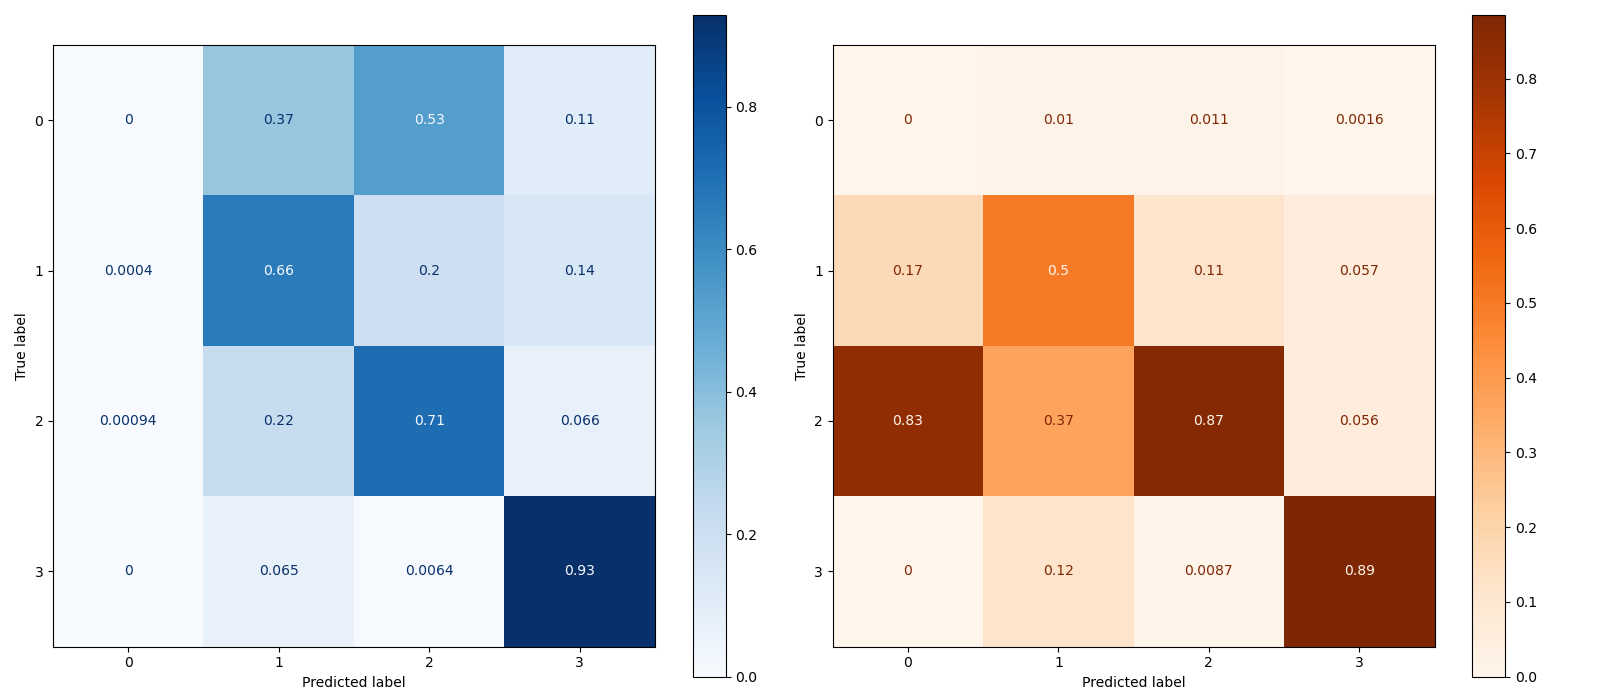 0 0.37 0.53 0.11
0.0004 0.66 0.2 0.14
0.00094 0.22 0.71 0.066
0 0.065 0.0064 0.93
0
1
2
3
True label
0 1 2 3
Predicted label
0.8
0.6
0.4
0.2
0.0
0 0.01 0.011 0.0016
0.17 0.5 0.11 0.057
0.83 0.37 0.87 0.056
0 0.12 0.0087 0.89
0
1
2
3
True label
0 1 2 3
Predicted label
0.8
0.7
0.6
0.5
0.4
0.3
0.2
0.1
0.0